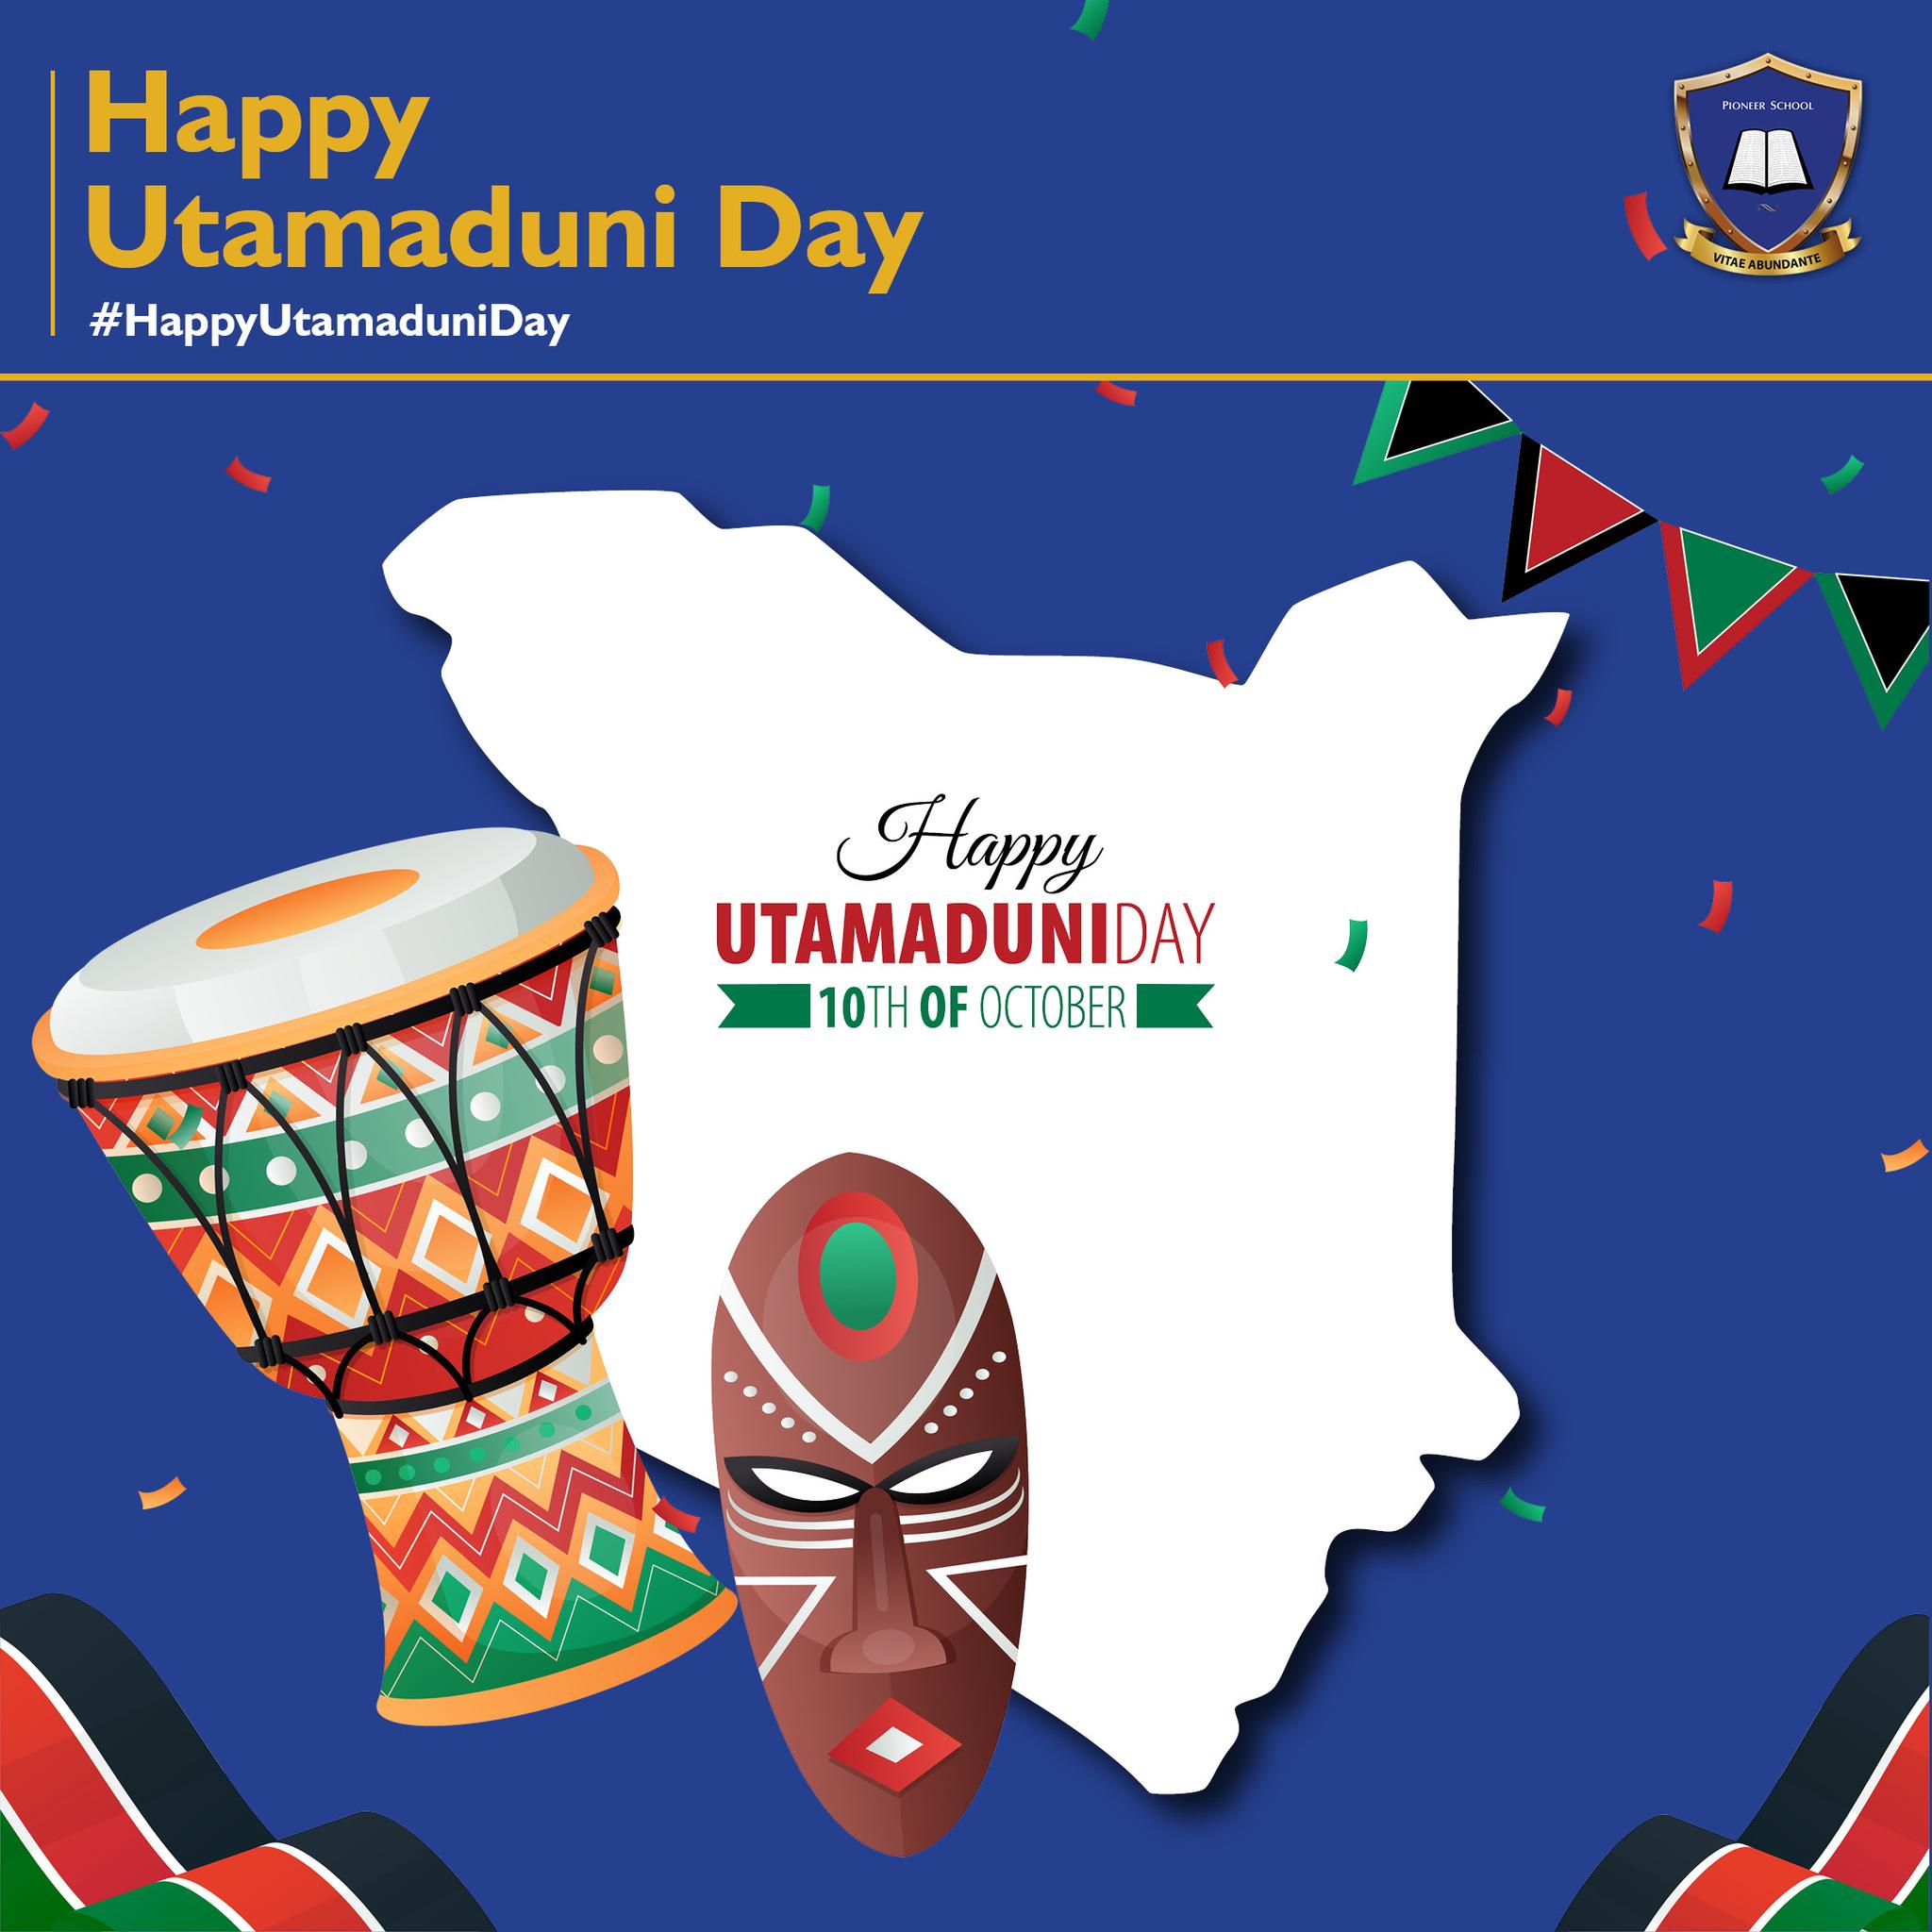 Happy
Utamaduni Day
#HappyUtamaduniDay
PIONEER SCHOOL
VITAE ABUNDANTE
Happy
UTAMADUNIDAY
10TH OF OCTOBER